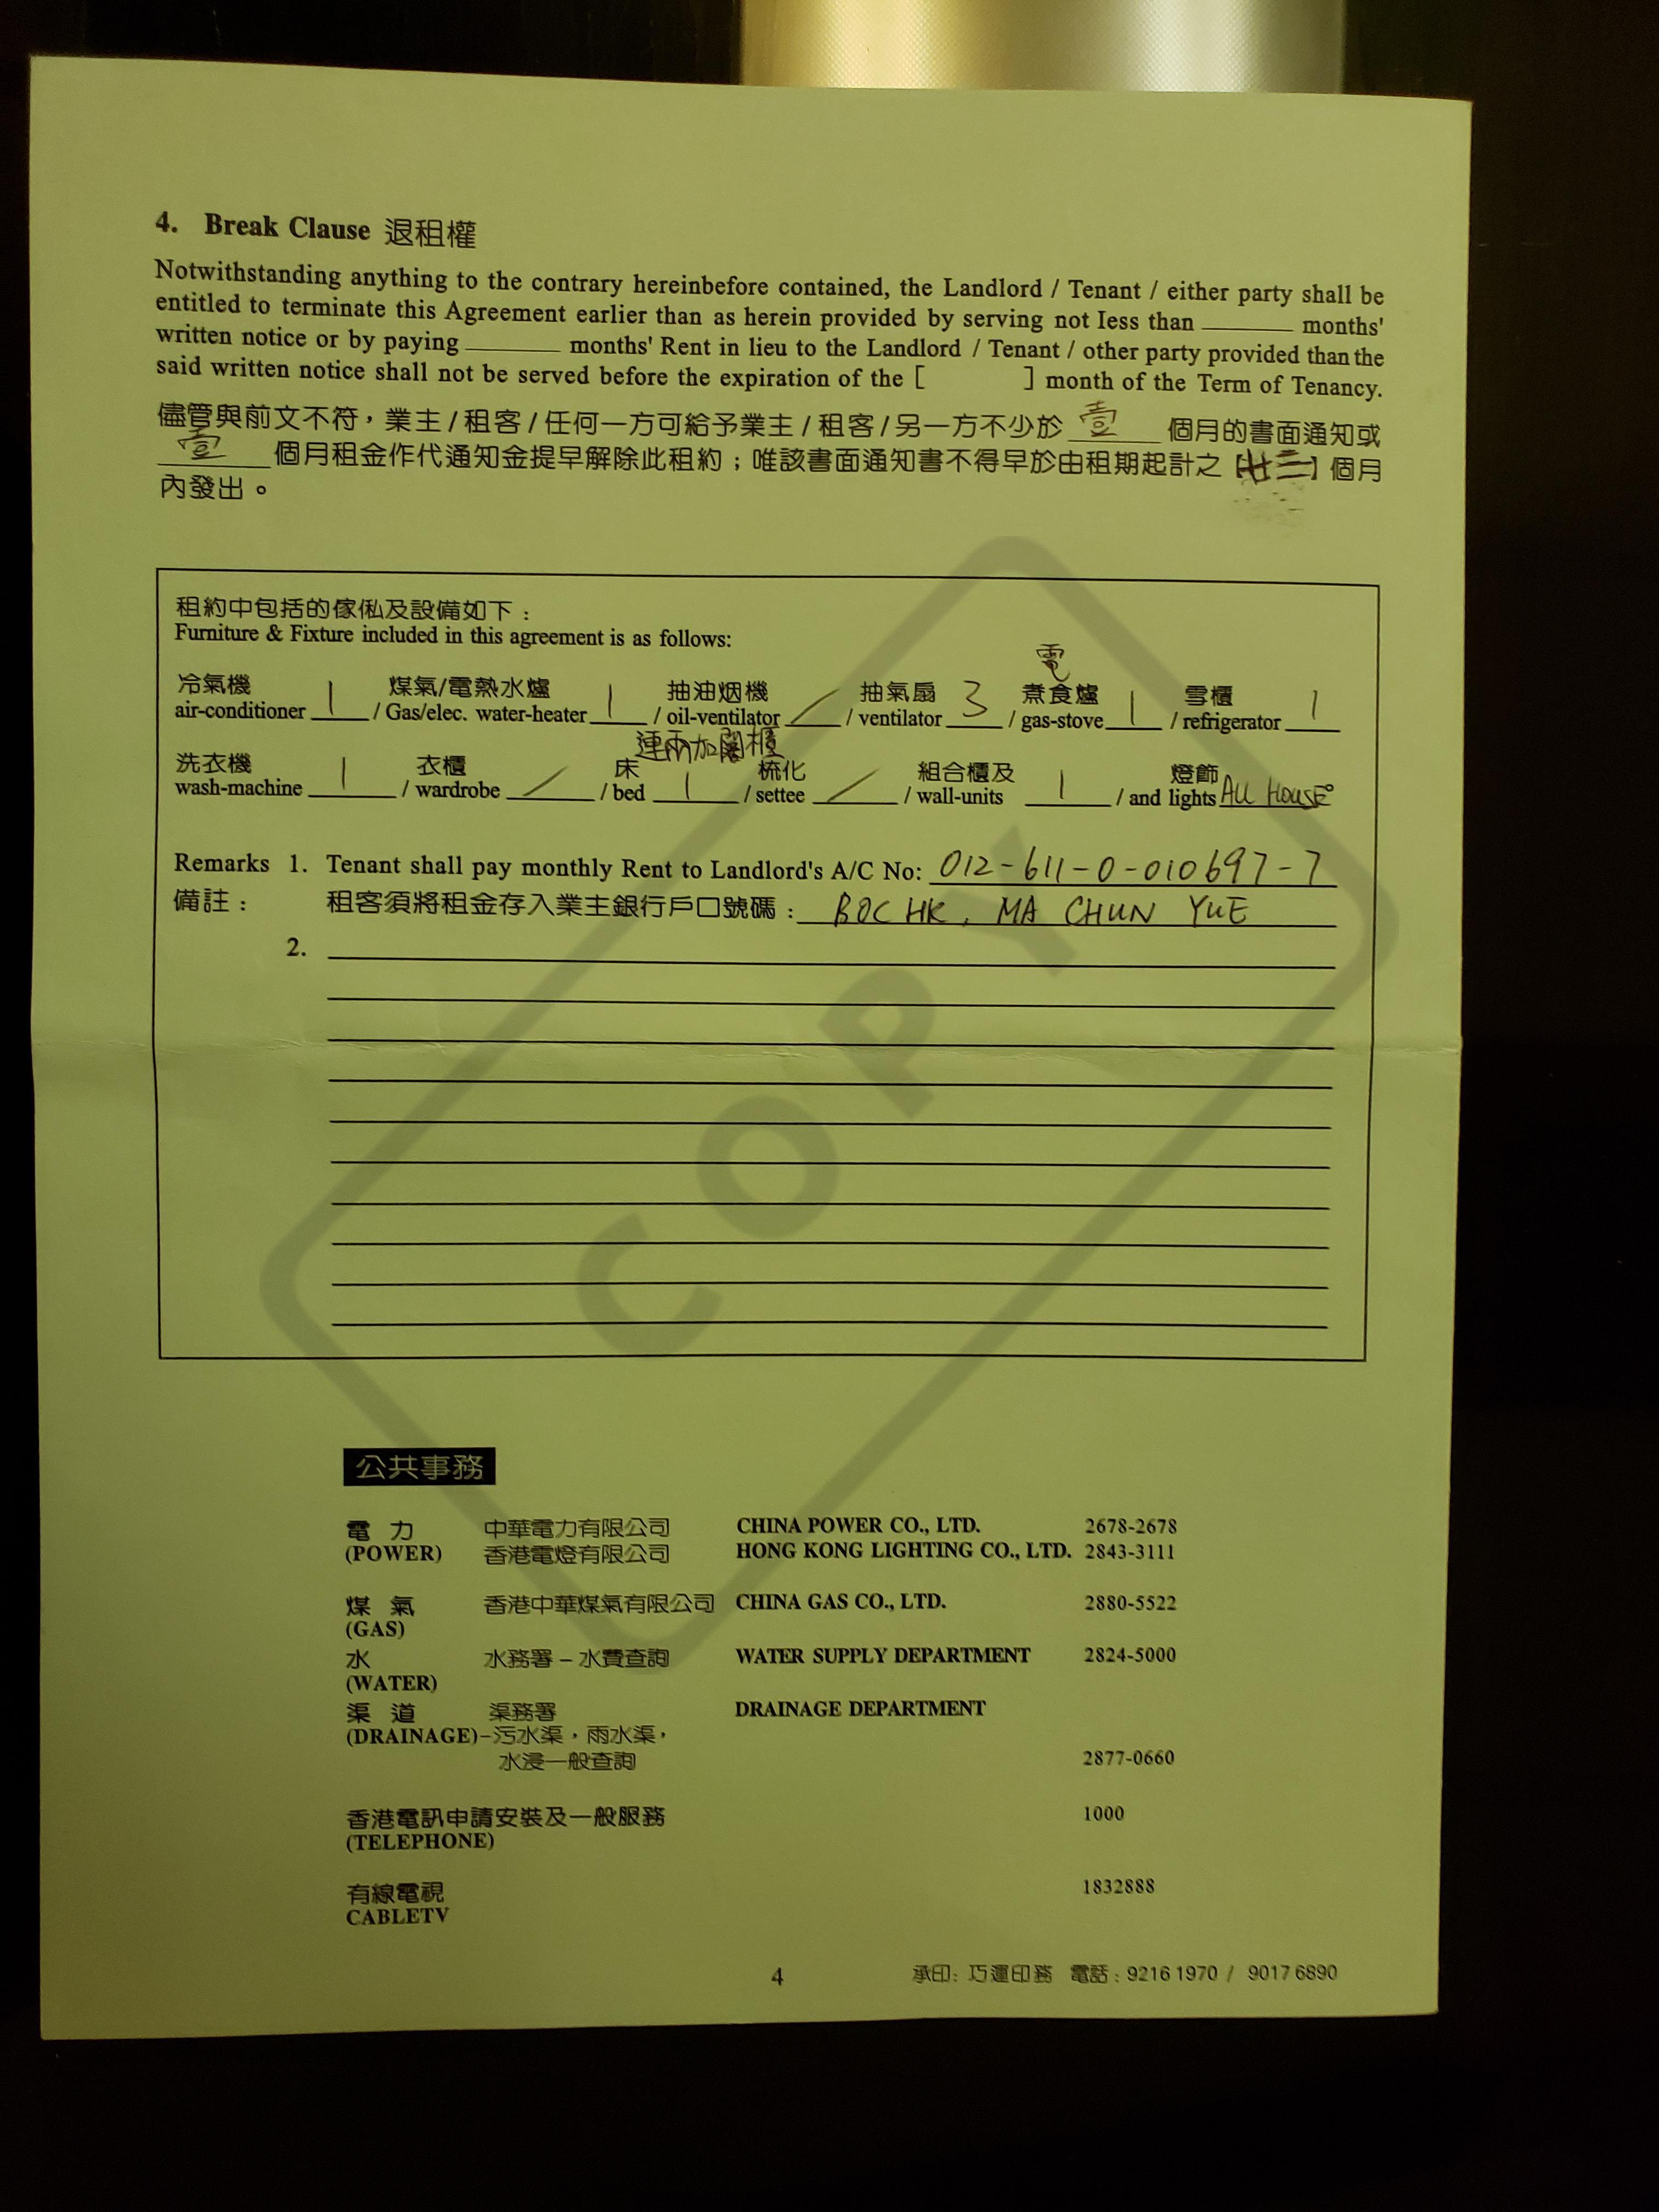 4. Break Clause 退租權
Notwithstanding anything to the contrary hereinbefore contained, the Landlord / Tenant / either party shall be
entitled to terminate this Agreement earlier than as herein provided by serving not less than ______ months'
written notice or by paying ______ months' Rent in lieu to the Landlord / Tenant / other party provided than the
said written notice shall not be served before the expiration of the [ ] month of the Term of Tenancy.
儘管與前文不符，業主/租客/任何一方可給予業主/租客/另一方不少於 壹 個月的書面通知或
壹 個月租金作代通知金提早解除此租約；唯該書面通知書不得早於由租期起計之【廿三】個月
內發出。
租約中包括的傢俬及設備如下：
Furniture & Fixture included in this agreement is as follows:
電
冷氣機 煤氣/電熱水爐 抽油烟機 抽氣扇 煮食爐 雪櫃
air-conditioner 1 / Gas/elec. water-heater 1 / oil-ventilator / / ventilator 3 / gas-stove 1 / refrigerator 1
連兩 櫃
洗衣機 衣櫃 床 梳化 組合櫃及 燈飾
wash-machine 1 / wardrobe / / bed 1 / settee / / wall-units 1 / and lights All HOUSE
Remarks 1. Tenant shall pay monthly Rent to Landlord's A/C No: 012-611-0-010697-7
備註： 租客須將租金存入業主銀行戶口號碼： BOC HK, MA CHUN YUE
2.
COPY
公共事務
電 力 中華電力有限公司 CHINA POWER CO., LTD. 2678-2678
(POWER) 香港電燈有限公司 HONG KONG LIGHTING CO., LTD. 2843-3111
煤 氣 香港中華煤氣有限公司 CHINA GAS CO., LTD. 2880-5522
(GAS)
水 水務署－水費查詢 WATER SUPPLY DEPARTMENT 2824-5000
(WATER)
渠 道 渠務署 DRAINAGE DEPARTMENT
(DRAINAGE)－污水渠，雨水渠，
水浸一般查詢 2877-0660
香港電訊申請安裝及一般服務 1000
(TELEPHONE)
有線電視 1832888
CABLETV
4 承印：巧運印務 電話：9216 1970 / 9017 6890